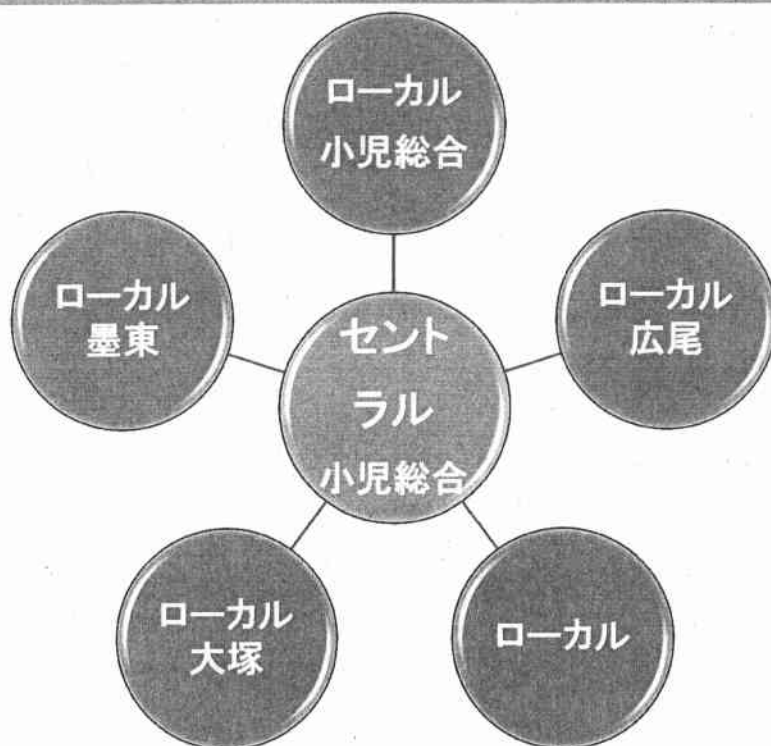 ローカル
小児総合
ローカル
墨東
ローカル
広尾
セント
ラル
小児総合
ローカル
大塚
ローカル